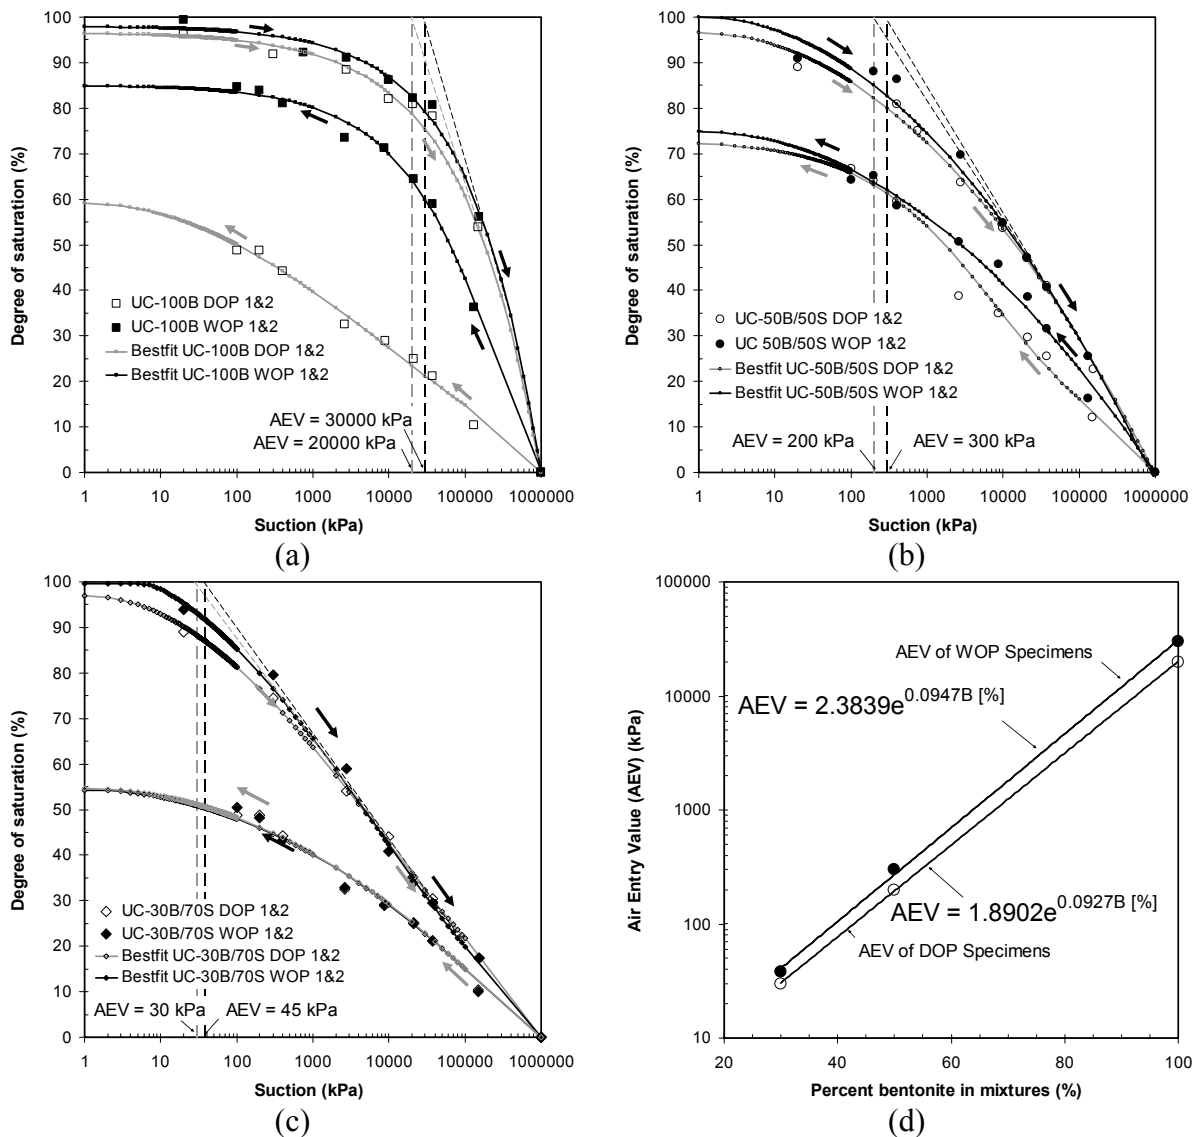 100
90
80
70
60
50
40
30
20
10
0
Degree of saturation (%)
UC-100B DOP 1&2
UC-100B WOP 1&2
Bestfit UC-100B DOP 1&2
Bestfit UC-100B WOP 1&2
AEV = 30000 kPa
AEV = 20000 kPa
1 10 100 1000 10000 100000 1000000
Suction (kPa)
(a)
100
90
80
70
60
50
40
30
20
10
0
Degree of saturation (%)
UC-50B/50S DOP 1&2
UC 50B/50S WOP 1&2
Bestfit UC-50B/50S DOP 1&2
Bestfit UC-50B/50S WOP 1&2
AEV = 200 kPa
AEV = 300 kPa
1 10 100 1000 10000 100000 1000000
Suction (kPa)
(b)
100
90
80
70
60
50
40
30
20
10
0
Degree of saturation (%)
UC-30B/70S DOP 1&2
UC-30B/70S WOP 1&2
Bestfit UC-30B/70S DOP 1&2
Bestfit UC-30B/70S WOP 1&2
AEV = 30 kPa
AEV = 45 kPa
1 10 100 1000 10000 100000 1000000
Suction (kPa)
(c)
100000
10000
1000
100
10
Air Entry Value (AEV) (kPa)
AEV of WOP Specimens
AEV = 2.3839e0.0947B [%]
AEV = 1.8902e0.0927B [%]
AEV of DOP Specimens
20 40 60 80 100
Percent bentonite in mixtures (%)
(d)